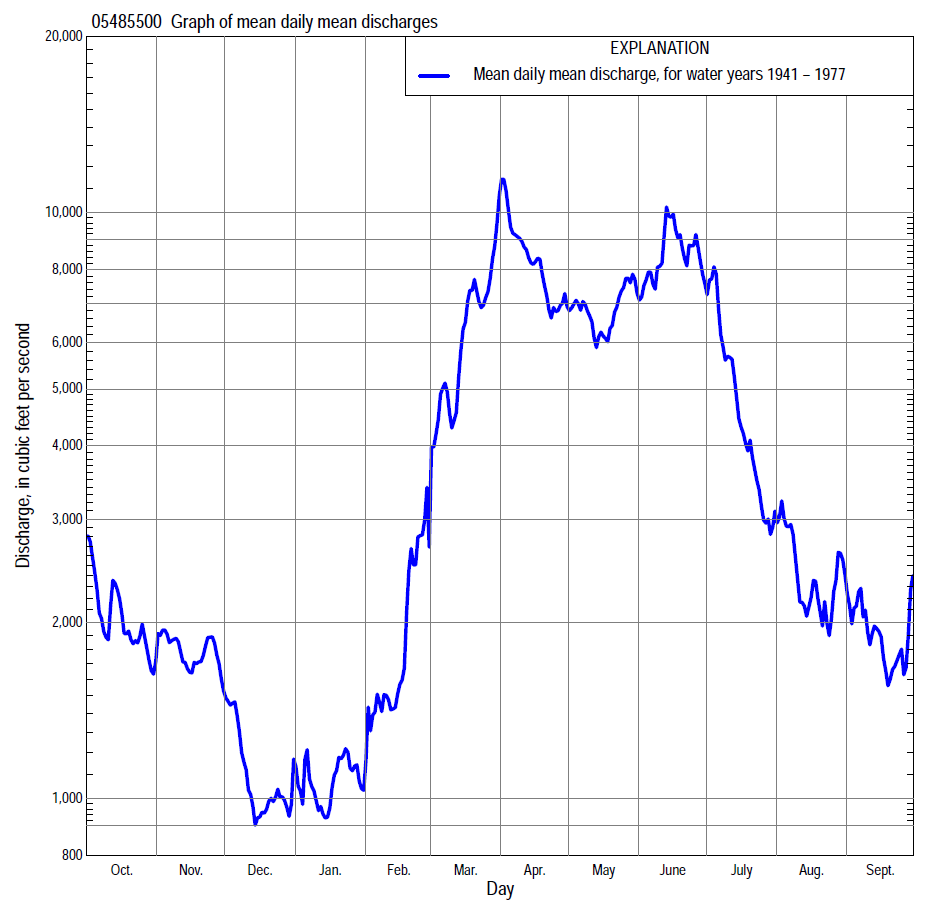 05485500 Graph of mean daily mean discharges
EXPLANATION
Mean daily mean discharge, for water years 1941 – 1977
Discharge, in cubic feet per second
20,000
10,000
8,000
6,000
5,000
4,000
3,000
2,000
1,000
800
Oct. Nov. Dec. Jan. Feb. Mar. Apr. May June July Aug. Sept.
Day